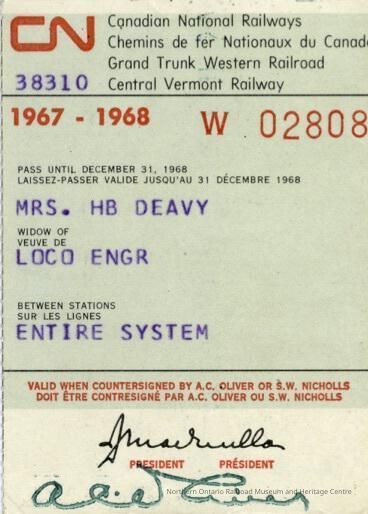 CN
Canadian National Railways
Chemins de fer Nationaux du Canad
Grand Trunk Western Railroad
38310 Central Vermont Railway
1967 - 1968 W 02808
PASS UNTIL DECEMBER 31, 1968
LAISSEZ-PASSER VALIDE JUSQU'AU 31 DÉCEMBRE 1968
MRS. HB DEAVY
WIDOW OF
VEUVE DE
LOCO ENGR
BETWEEN STATIONS
SUR LES LIGNES
ENTIRE SYSTEM
VALID WHEN COUNTERSIGNED BY A.C. OLIVER OR S.W. NICHOLLS
DOIT ÊTRE CONTRESIGNÉ PAR A.C. OLIVER OU S.W. NICHOLLS
PRESIDENT PRÉSIDENT
Northern Ontario Railroad Museum and Heritage Centre